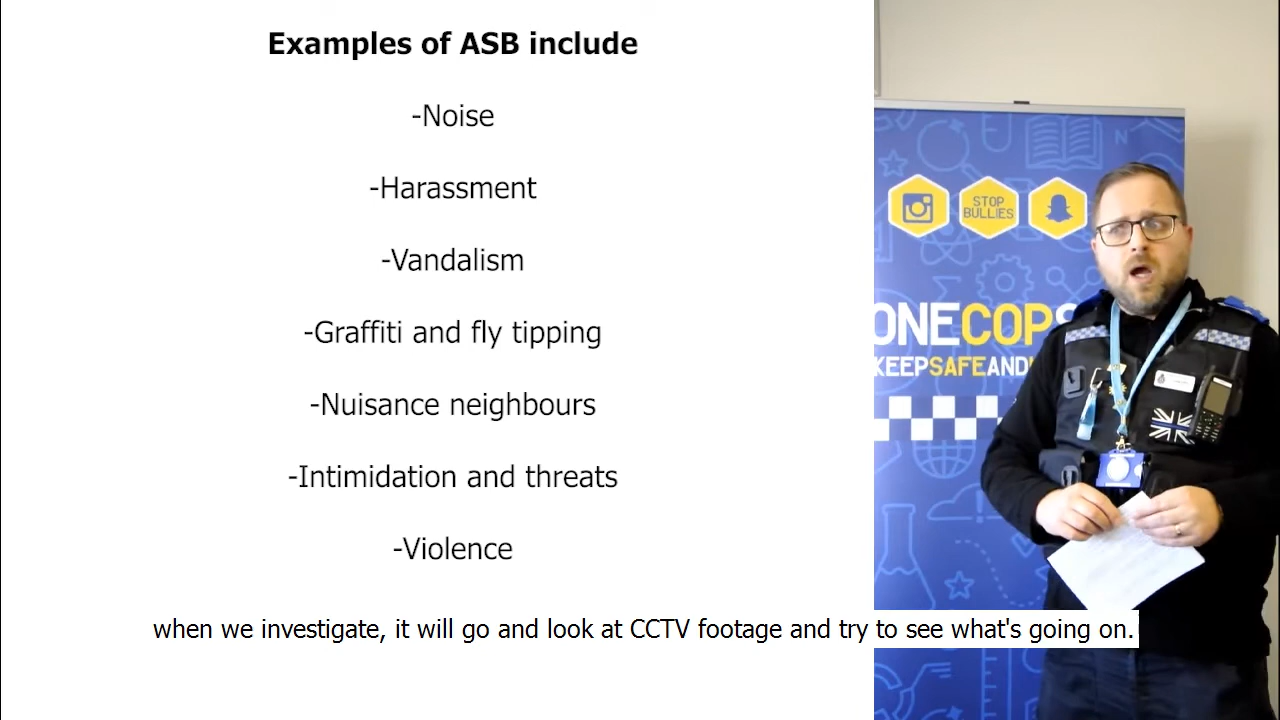 Examples of ASB include
-Noise
-Harassment
-Vandalism
-Graffiti and fly tipping
-Nuisance neighbours
-Intimidation and threats
-Violence
when we investigate, it will go and look at CCTV footage and try to see what's going on.
STOP
BULLIES
ONECOPS
KEEPSAFEAND